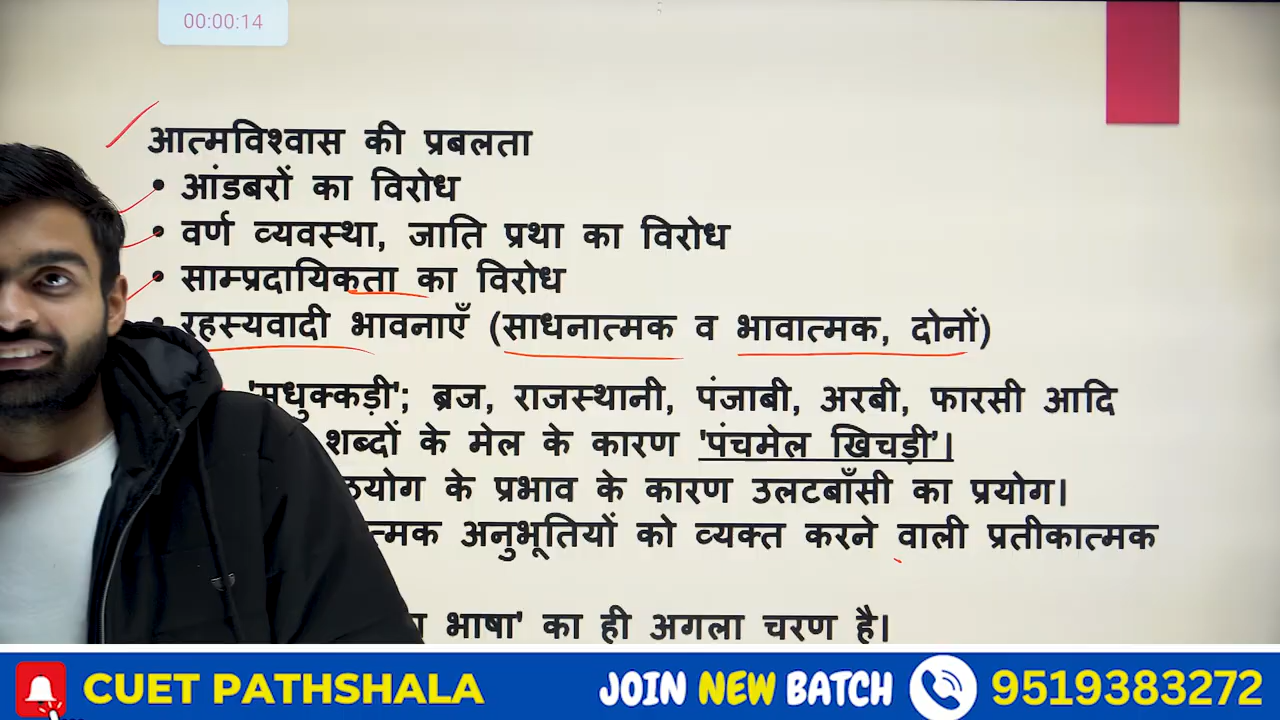 00:00:14
आत्मविश्वास की प्रबलता
• आंडबरों का विरोध
• वर्ण व्यवस्था, जाति प्रथा का विरोध
• साम्प्रदायिकता का विरोध
• रहस्यवादी भावनाएँ (साधनात्मक व भावात्मक, दोनों)
'मधुक्कड़ी'; ब्रज, राजस्थानी, पंजाबी, अरबी, फारसी आदि
शब्दों के मेल के कारण 'पंचमेल खिचड़ी'।
के प्रभाव के कारण उलटबाँसी का प्रयोग।
अनुभूतियों को व्यक्त करने वाली प्रतीकात्मक
भाषा' का ही अगला चरण है।
CUET PATHSHALA
JOIN NEW BATCH
9519383272